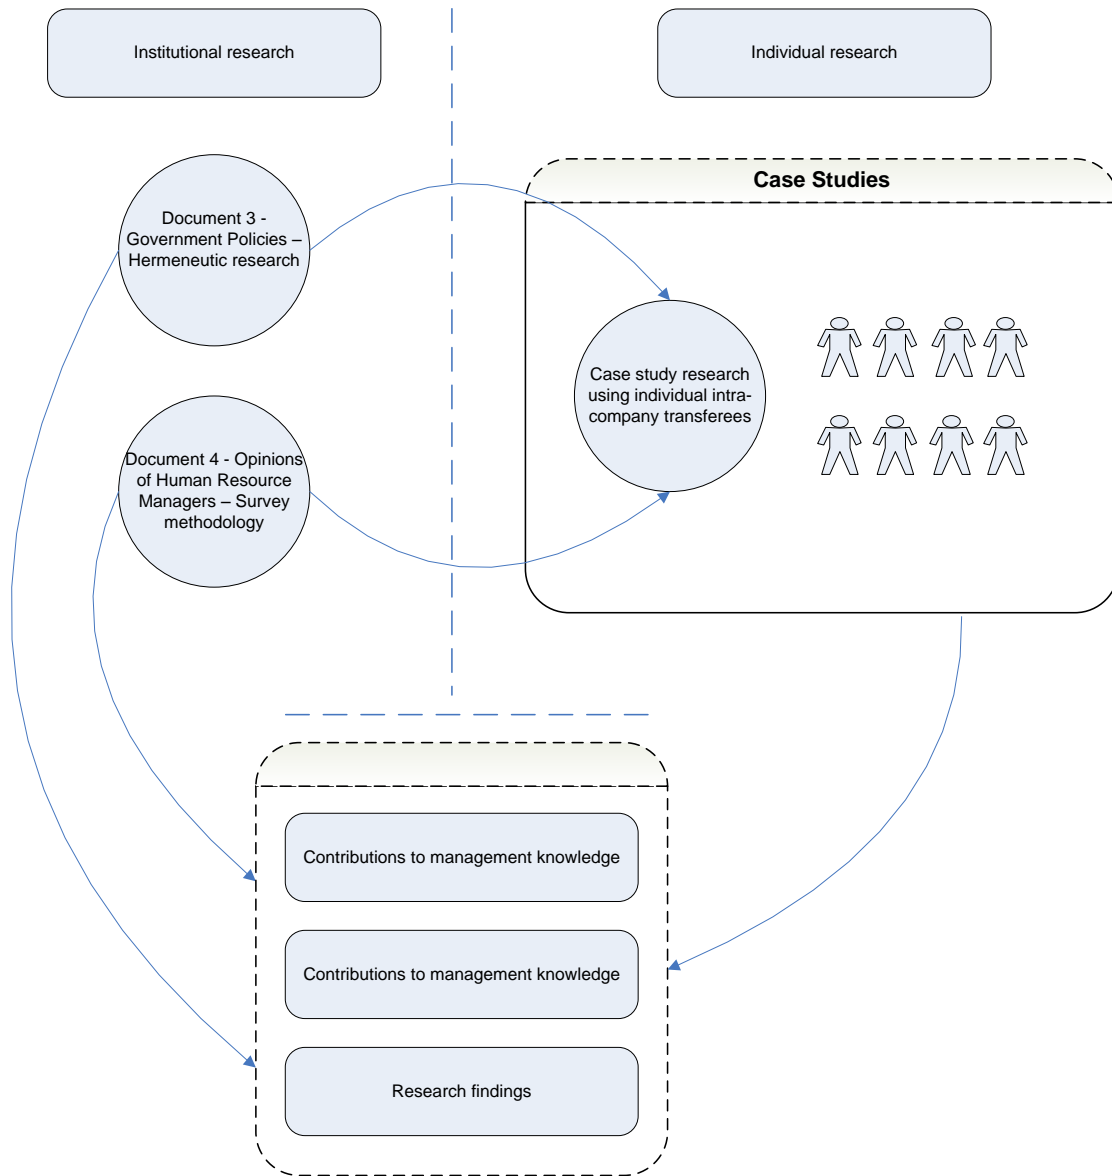 Institutional research
Individual research
Case Studies
Document 3 -
Government Policies –
Hermeneutic research
Case study research
using individual intra-
company transferees
Document 4 - Opinions
of Human Resource
Managers – Survey
methodology
Contributions to management knowledge
Contributions to management knowledge
Research findings